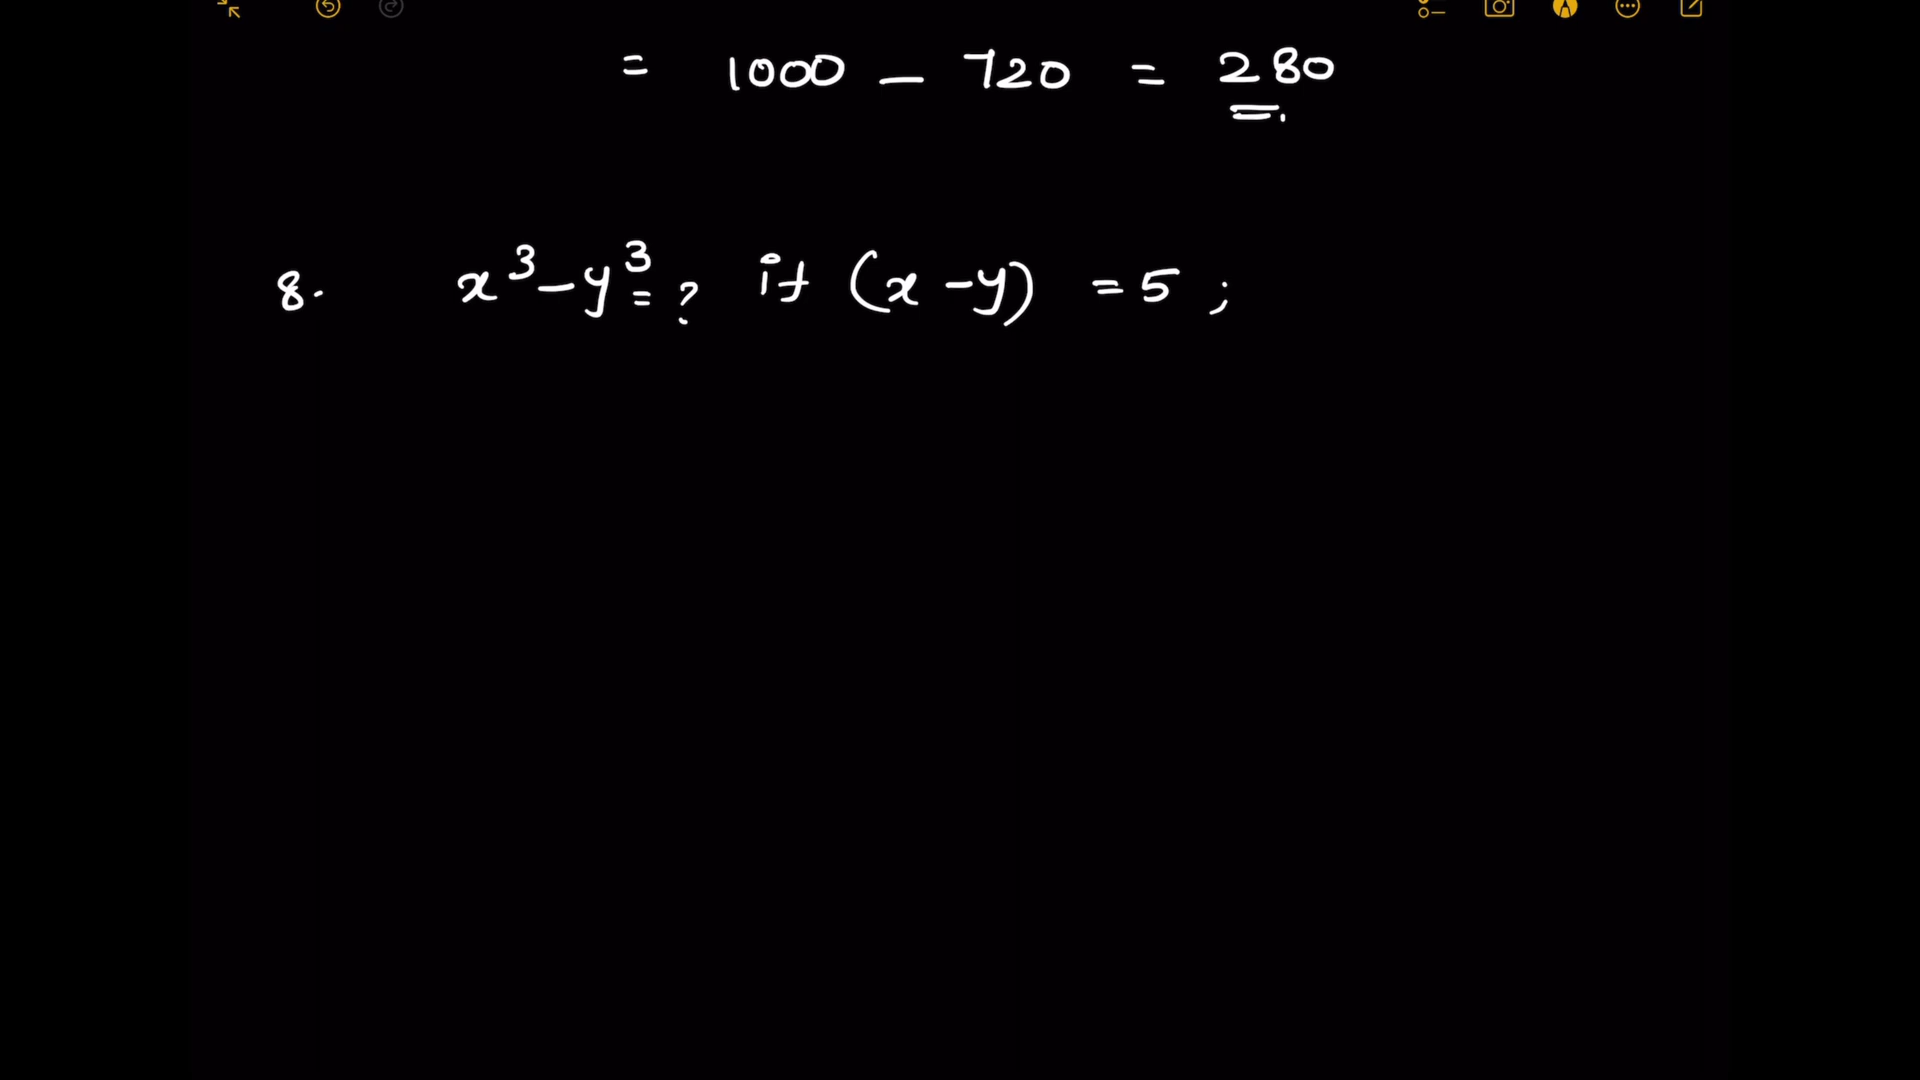 = 1000 - 720 = 280
8. x³-y³ = ? if (x-y) = 5 ;